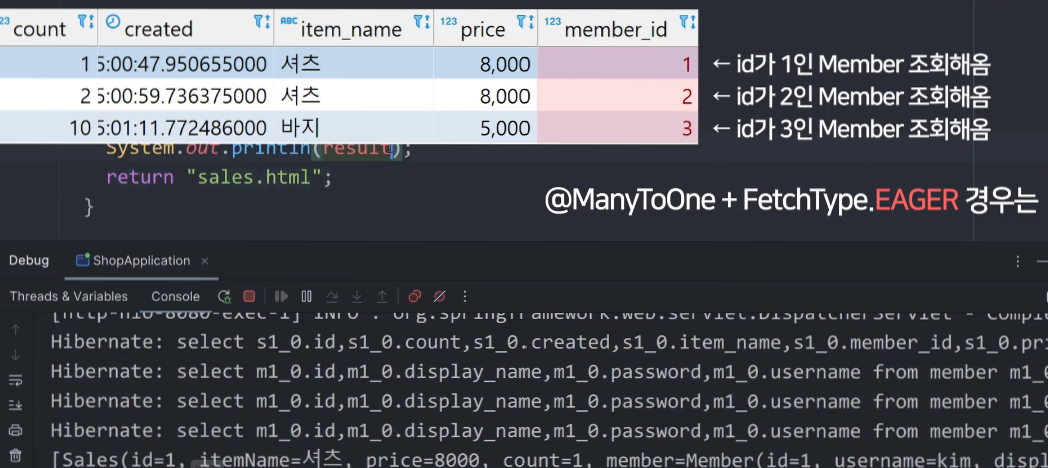 23 count created ABC item_name 123 price 123 member_id
1 5:00:47.950655000 셔츠 8,000 1 ← id가 1인 Member 조회해옴
2 5:00:59.736375000 셔츠 8,000 2 ← id가 2인 Member 조회해옴
10 5:01:11.772486000 바지 5,000 3 ← id가 3인 Member 조회해옴
System.out.println(result);
return "sales.html";
}
@ManyToOne + FetchType.EAGER 경우는
Debug ShopApplication
Threads & Variables Console
[http-nio-8080-exec-1] INFO : org.springframework.web.servlet.DispatcherServlet - Comple
Hibernate: select s1_0.id,s1_0.count,s1_0.created,s1_0.item_name,s1_0.member_id,s1_0.pri
Hibernate: select m1_0.id,m1_0.display_name,m1_0.password,m1_0.username from member m1_0
Hibernate: select m1_0.id,m1_0.display_name,m1_0.password,m1_0.username from member m1_0
Hibernate: select m1_0.id,m1_0.display_name,m1_0.password,m1_0.username from member m1_0
[Sales(id=1, itemName=셔츠, price=8000, count=1, member=Member(id=1, username=kim, displ